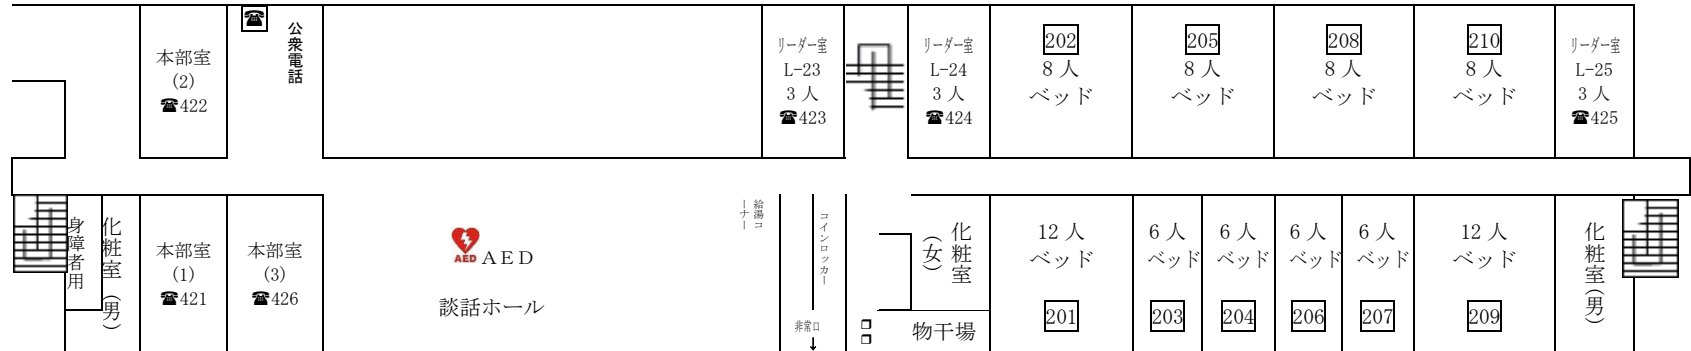 本部室
(2)
☎422
☎
公衆電話
リーダー室
L-23
3人
☎423
リーダー室
L-24
3人
☎424
202
8人
ベッド
205
8人
ベッド
208
8人
ベッド
210
8人
ベッド
リーダー室
L-25
3人
☎425
身障者用
化粧室(男)
本部室
(1)
☎421
本部室
(3)
☎426
AED
AED
談話ホール
給湯コ
ーナー
コインロッカー
非常口
↓
化粧室
(女)
物干場
12人
ベッド
201
6人
ベッド
203
6人
ベッド
204
6人
ベッド
206
6人
ベッド
207
12人
ベッド
209
化粧室(男)